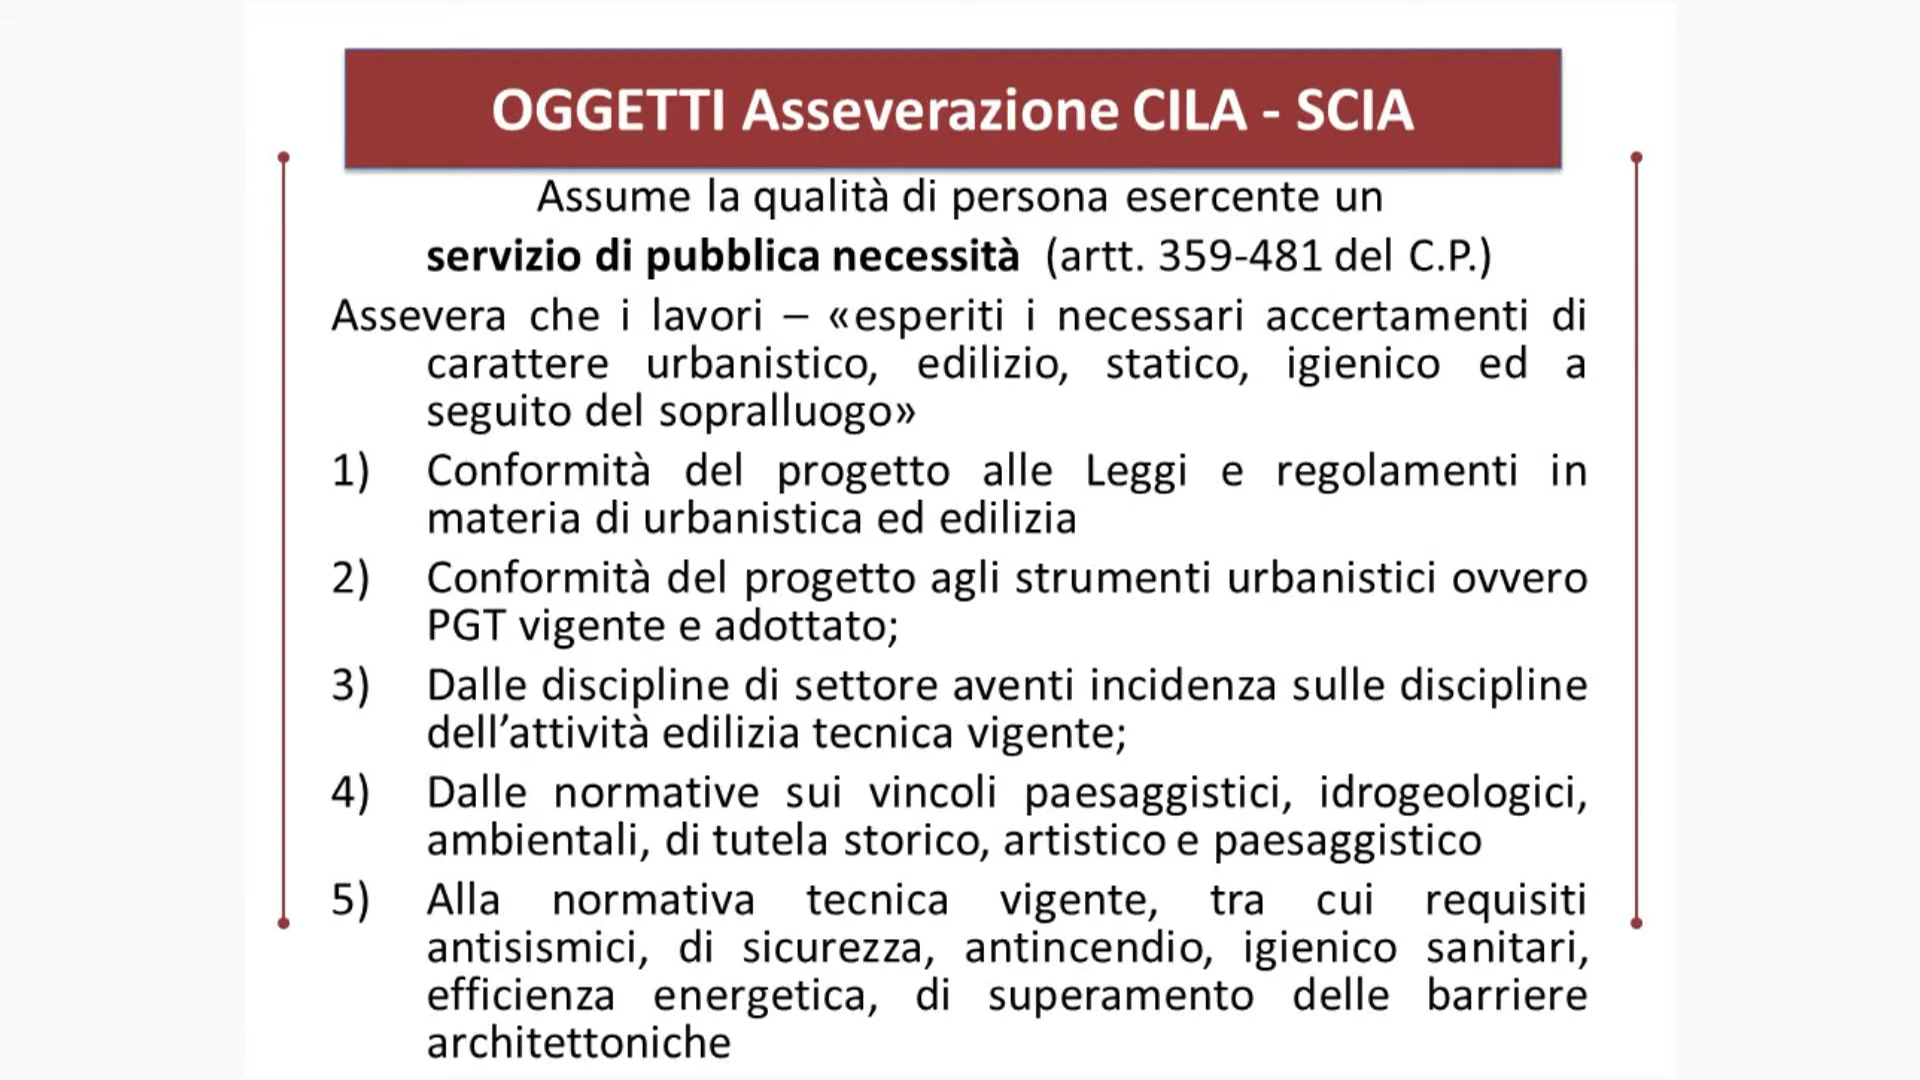 OGGETTI Asseverazione CILA - SCIA
Assume la qualità di persona esercente un
servizio di pubblica necessità (artt. 359-481 del C.P.)
Assevera che i lavori – «esperiti i necessari accertamenti di
carattere urbanistico, edilizio, statico, igienico ed a
seguito del sopralluogo»
1) Conformità del progetto alle Leggi e regolamenti in
materia di urbanistica ed edilizia
2) Conformità del progetto agli strumenti urbanistici ovvero
PGT vigente e adottato;
3) Dalle discipline di settore aventi incidenza sulle discipline
dell’attività edilizia tecnica vigente;
4) Dalle normative sui vincoli paesaggistici, idrogeologici,
ambientali, di tutela storico, artistico e paesaggistico
5) Alla normativa tecnica vigente, tra cui requisiti
antisismici, di sicurezza, antincendio, igienico sanitari,
efficienza energetica, di superamento delle barriere
architettoniche